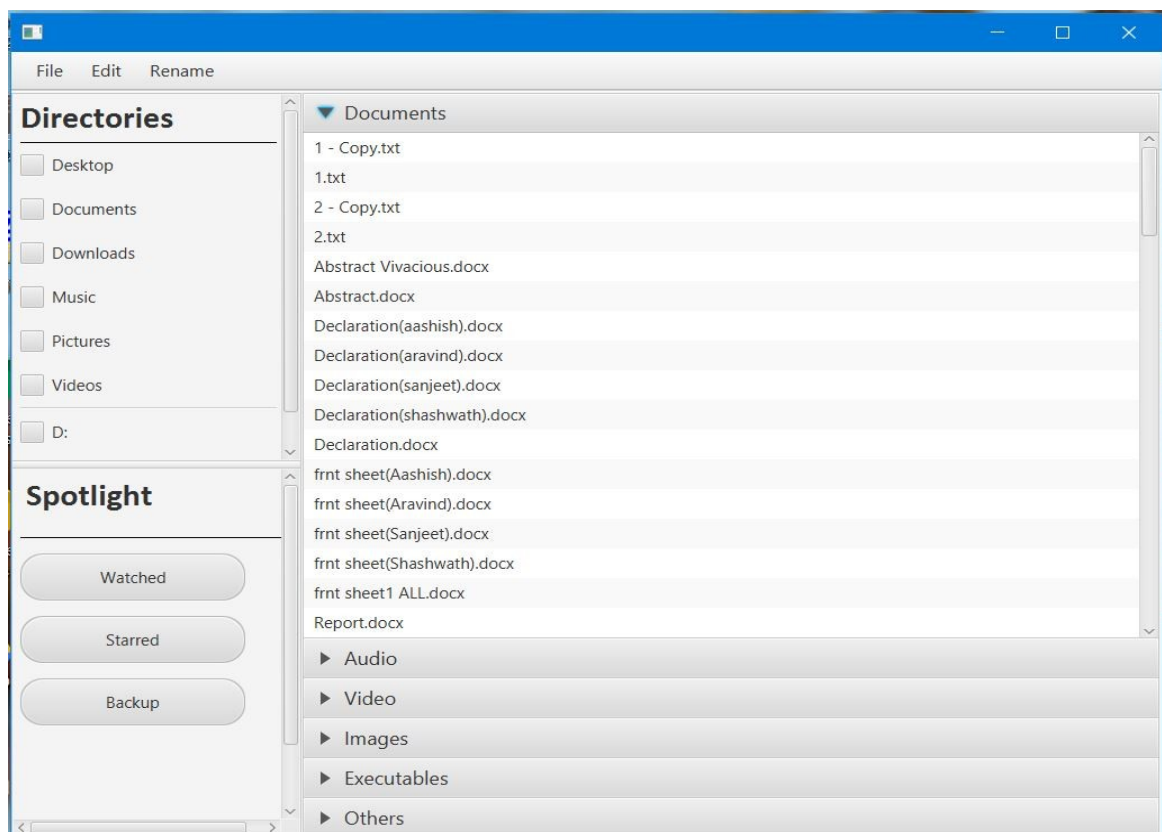 File Edit Rename
Directories
Desktop
Documents
Downloads
Music
Pictures
Videos
D:
Spotlight
Watched
Starred
Backup
Documents
1 - Copy.txt
1.txt
2 - Copy.txt
2.txt
Abstract Vivacious.docx
Abstract.docx
Declaration(aashish).docx
Declaration(aravind).docx
Declaration(sanjeet).docx
Declaration(shashwath).docx
Declaration.docx
frnt sheet(Aashish).docx
frnt sheet(Aravind).docx
frnt sheet(Sanjeet).docx
frnt sheet(Shashwath).docx
frnt sheet1 ALL.docx
Report.docx
Audio
Video
Images
Executables
Others